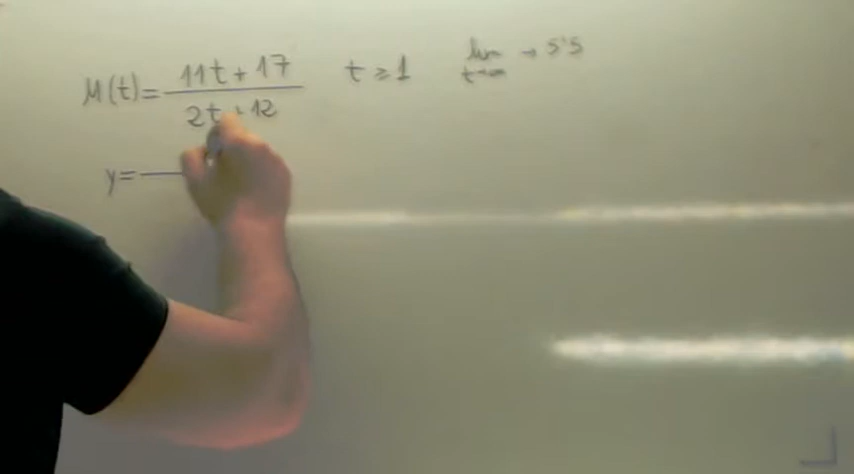 M(t) = (11t + 17)/(2t + 12) t ≥ 1 lim t→∞ → 5'5
y =